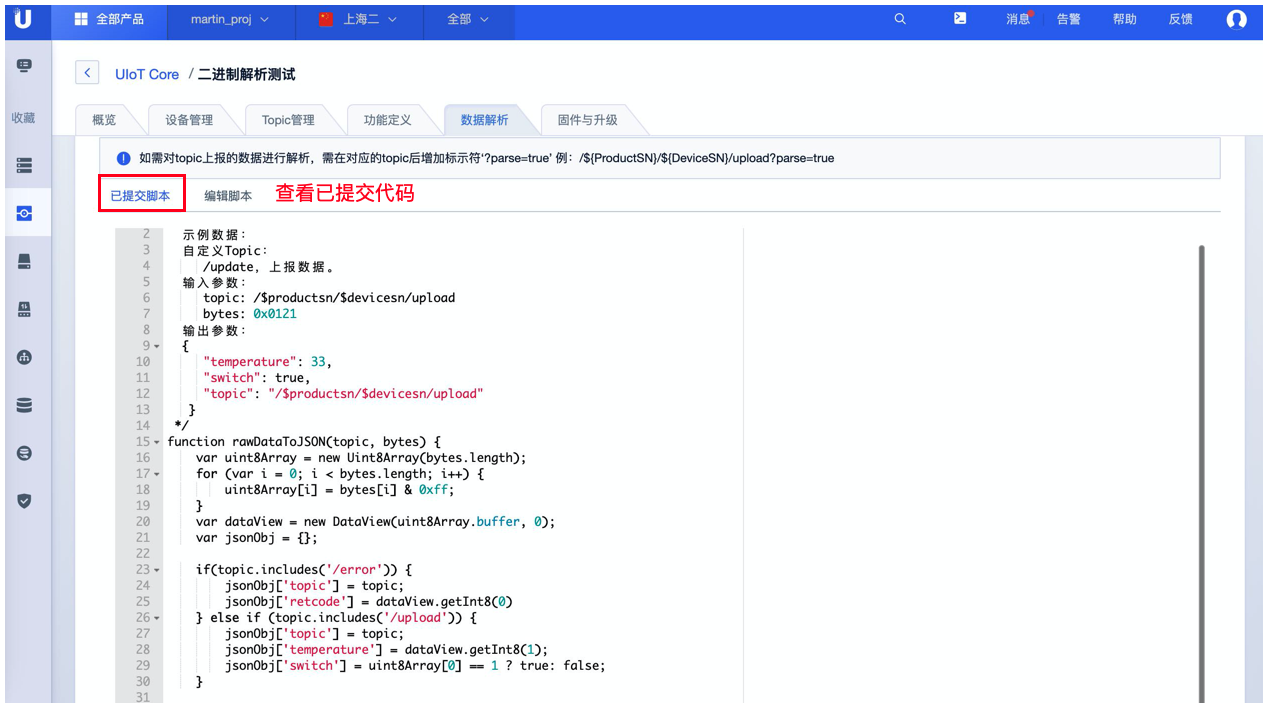 全部产品 martin_proj 上海二 全部 消息 告警 帮助 反馈
收藏
UIoT Core / 二进制解析测试
概览 设备管理 Topic管理 功能定义 数据解析 固件与升级
如需对topic上报的数据进行解析，需在对应的topic后增加标示符‘?parse=true’ 例：/${ProductSN}/${DeviceSN}/upload?parse=true
已提交脚本 编辑脚本 查看已提交代码
2 示例数据：
3 自定义Topic：
4 /update，上报数据。
5 输入参数：
6 topic: /$productsn/$devicesn/upload
7 bytes: 0x0121
8 输出参数：
9 {
10 "temperature": 33,
11 "switch": true,
12 "topic": "/$productsn/$devicesn/upload"
13 }
14 */
15 function rawDataToJSON(topic, bytes) {
16 var uint8Array = new Uint8Array(bytes.length);
17 for (var i = 0; i < bytes.length; i++) {
18 uint8Array[i] = bytes[i] & 0xff;
19 }
20 var dataView = new DataView(uint8Array.buffer, 0);
21 var jsonObj = {};
22
23 if(topic.includes('/error')) {
24 jsonObj['topic'] = topic;
25 jsonObj['retcode'] = dataView.getInt8(0)
26 } else if (topic.includes('/upload')) {
27 jsonObj['topic'] = topic;
28 jsonObj['temperature'] = dataView.getInt8(1);
29 jsonObj['switch'] = uint8Array[0] == 1 ? true: false;
30 }
31